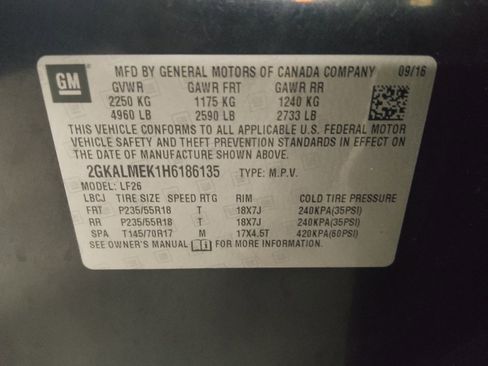 GM
MFD BY GENERAL MOTORS OF CANADA COMPANY 09/16
GVWR GAWR FRT GAWR RR
2250 KG 1175 KG 1240 KG
4960 LB 2590 LB 2733 LB
THIS VEHICLE CONFORMS TO ALL APPLICABLE U.S. FEDERAL MOTOR
VEHICLE SAFETY AND THEFT PREVENTION STANDARDS IN EFFECT ON
THE DATE OF MANUFACTURE SHOWN ABOVE.
2GKALMEK1H6186135 TYPE: M.P.V.
MODEL: LF26
LBCJ TIRE SIZE SPEED RTG RIM COLD TIRE PRESSURE
FRT P235/55R18 T 18X7J 240KPA(35PSI)
RR P235/55R18 T 18X7J 240KPA(35PSI)
SPA T145/70R17 M 17X4.5T 420KPA(60PSI)
SEE OWNER'S MANUAL FOR MORE INFORMATION.